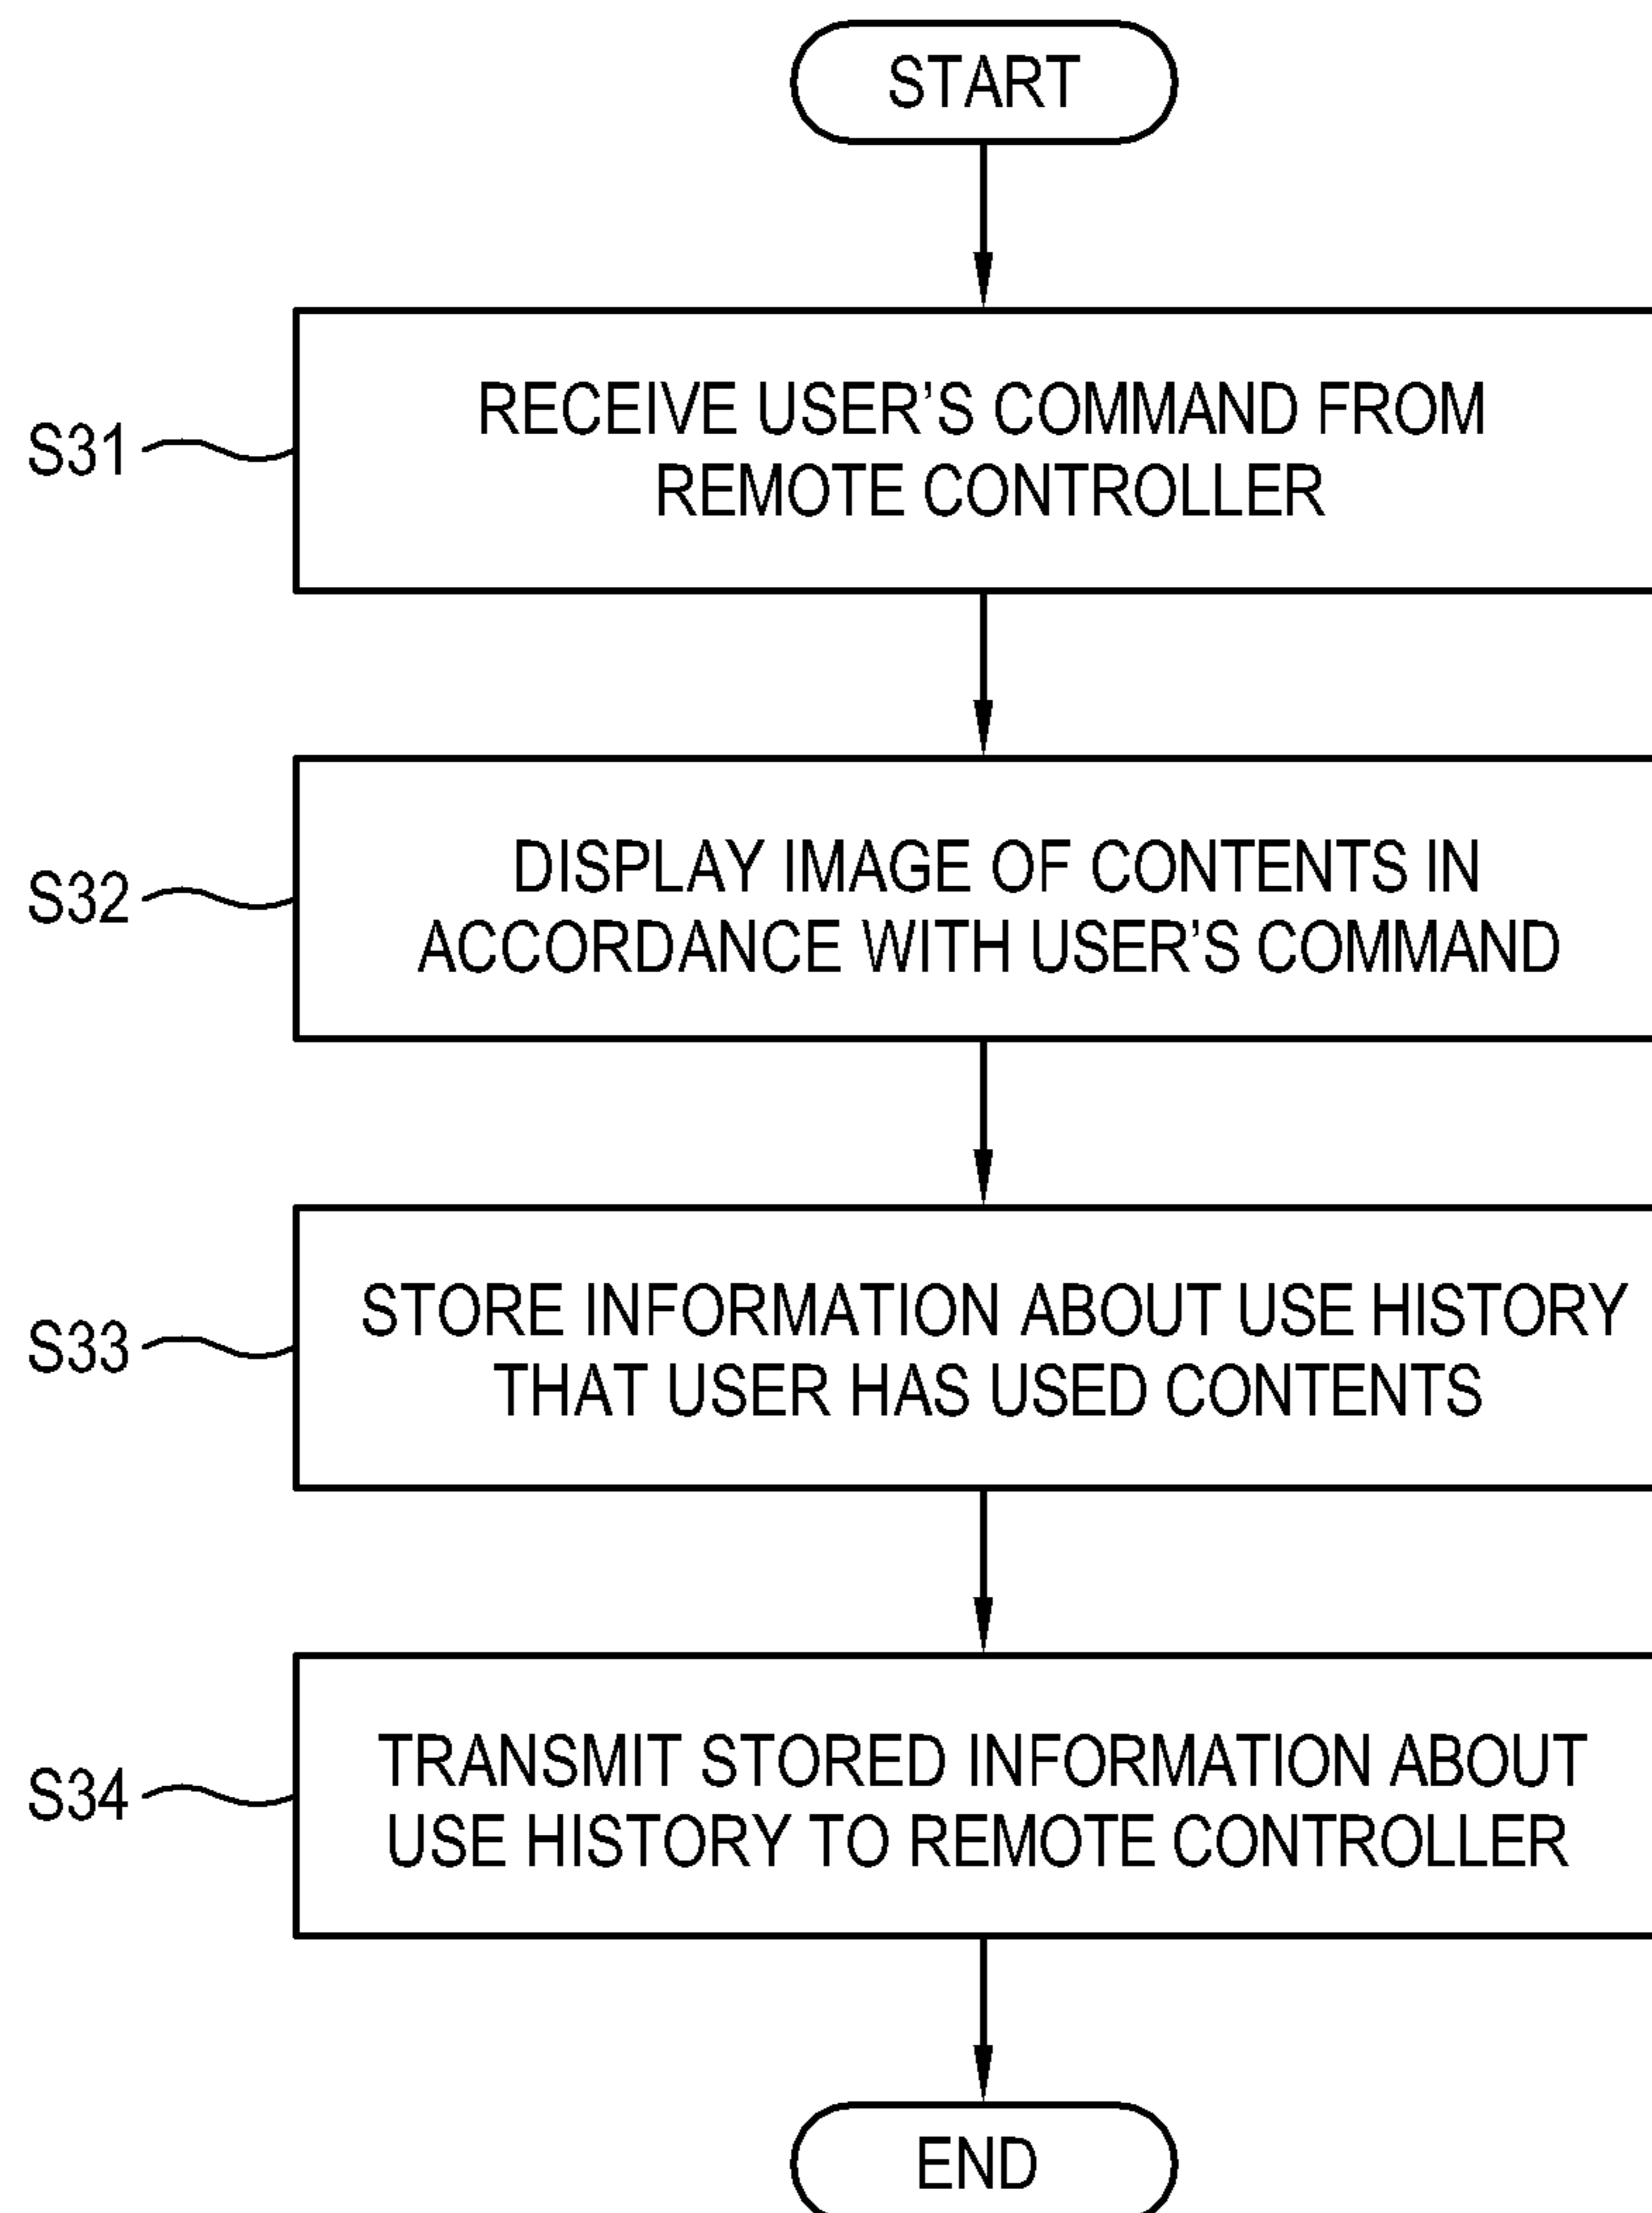 START
S31
RECEIVE USER'S COMMAND FROM
REMOTE CONTROLLER
S32
DISPLAY IMAGE OF CONTENTS IN
ACCORDANCE WITH USER'S COMMAND
S33
STORE INFORMATION ABOUT USE HISTORY
THAT USER HAS USED CONTENTS
S34
TRANSMIT STORED INFORMATION ABOUT
USE HISTORY TO REMOTE CONTROLLER
END